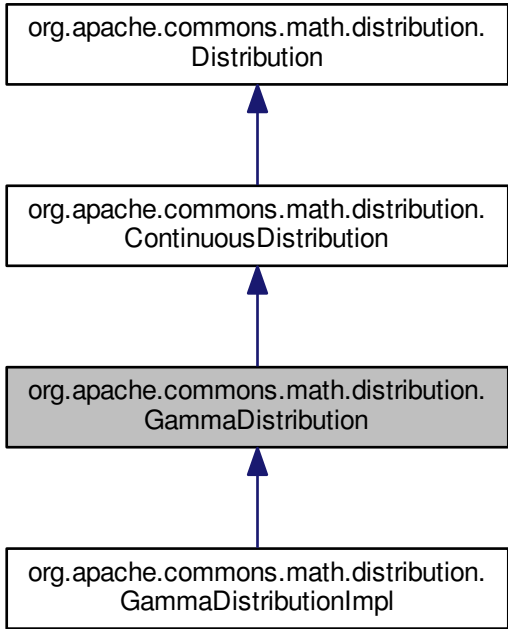 org.apache.commons.math.distribution.
Distribution
org.apache.commons.math.distribution.
ContinuousDistribution
org.apache.commons.math.distribution.
GammaDistribution
org.apache.commons.math.distribution.
GammaDistributionImpl